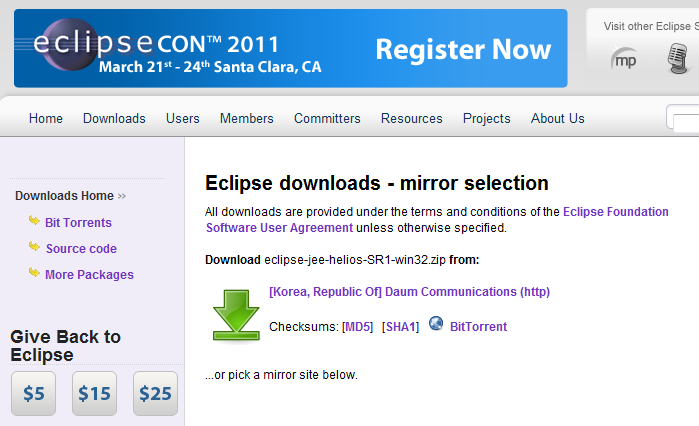 eclipsecon™ 2011
March 21st - 24th Santa Clara, CA
Register Now
Visit other Eclipse S
mp
Home Downloads Users Members Committers Resources Projects About Us
Downloads Home »
Bit Torrents
Source code
More Packages
Give Back to
Eclipse
$5 $15 $25
Eclipse downloads - mirror selection
All downloads are provided under the terms and conditions of the Eclipse Foundation
Software User Agreement unless otherwise specified.
Download eclipse-jee-helios-SR1-win32.zip from:
[Korea, Republic Of] Daum Communications (http)
Checksums: [MD5] [SHA1] BitTorrent
...or pick a mirror site below.